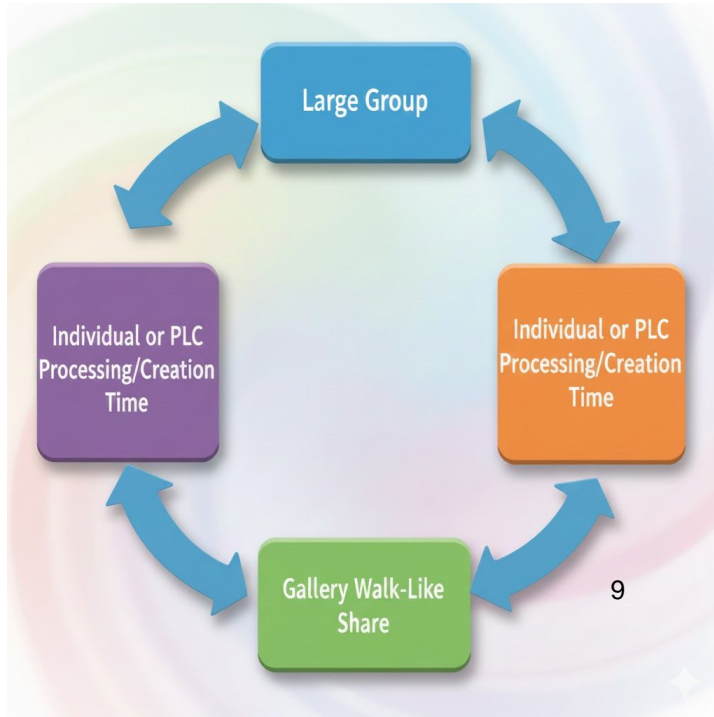 Large Group
Individual or PLC
Processing/Creation
Time
Individual or PLC
Processing/Creation
Time
Gallery Walk-Like
Share
9